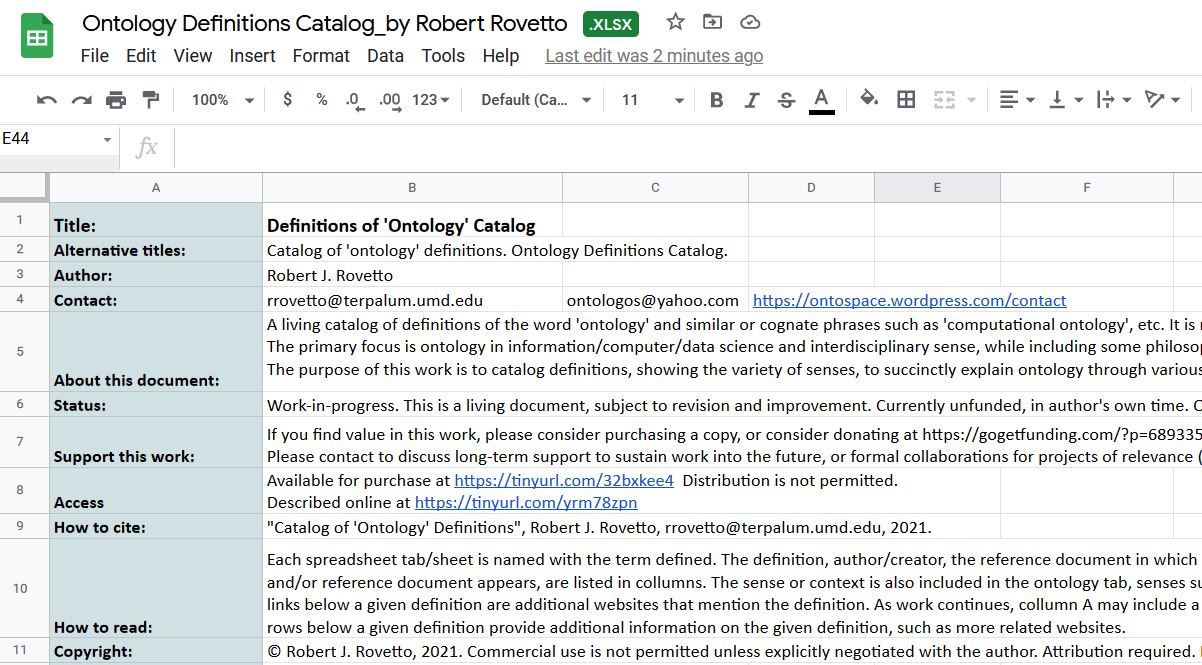 Ontology Definitions Catalog_by Robert Rovetto .XLSX
File Edit View Insert Format Data Tools Help Last edit was 2 minutes ago
100% $ % .0 .00 123 Default (Ca... 11 B I S A
E44 fx
A B C D E F
1 Title: Definitions of 'Ontology' Catalog
2 Alternative titles: Catalog of 'ontology' definitions. Ontology Definitions Catalog.
3 Author: Robert J. Rovetto
4 Contact: rrovetto@terpalum.umd.edu ontologos@yahoo.com https://ontospace.wordpress.com/contact
A living catalog of definitions of the word 'ontology' and similar or cognate phrases such as 'computational ontology', etc. It is
The primary focus is ontology in information/computer/data science and interdisciplinary sense, while including some
5 About this document: The purpose of this work is to catalog definitions, showing the variety of senses, to succinctly explain ontology through various
6 Status: Work-in-progress. This is a living document, subject to revision and improvement. Currently unfunded, in author's own time.
If you find value in this work, please consider purchasing a copy, or consider donating at https://gogetfunding.com/?p=689335
7 Support this work: Please contact to discuss long-term support to sustain work into the future, or formal collaborations for projects of relevance (
Available for purchase at https://tinyurl.com/32bxkee4 Distribution is not permitted.
8 Access Described online at https://tinyurl.com/yrm78zpn
9 How to cite: "Catalog of 'Ontology' Definitions", Robert J. Rovetto, rrovetto@terpalum.umd.edu, 2021.
Each spreadsheet tab/sheet is named with the term defined. The definition, author/creator, the reference document in which
and/or reference document appears, are listed in collumns. The sense or context is also included in the ontology tab, senses
links below a given definition are additional websites that mention the definition. As work continues, collumn A may include a
10 How to read: rows below a given definition provide additional information on the given definition, such as more related websites.
11 Copyright: © Robert J. Rovetto, 2021. Commercial use is not permitted unless explicitly negotiated with the author. Attribution required.